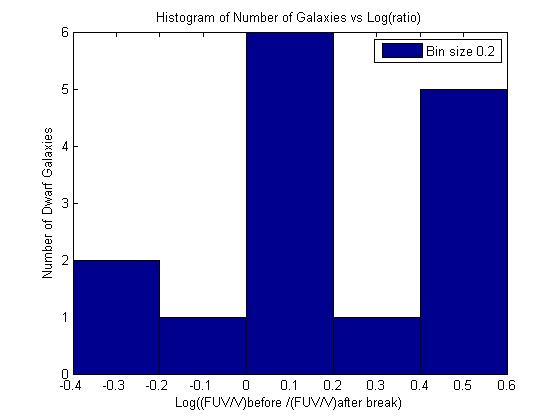 Histogram of Number of Galaxies vs Log(ratio)
Bin size 0.2
6
5
4
3
2
1
0
Number of Dwarf Galaxies
-0.4 -0.3 -0.2 -0.1 0 0.1 0.2 0.3 0.4 0.5 0.6
Log((FUV/V)before /(FUV/V)after break)